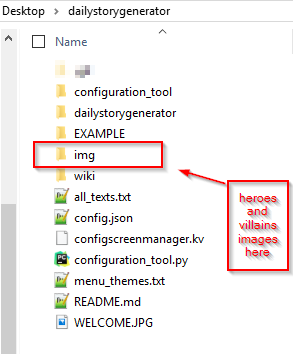 Desktop > dailystorygenerator
Name
configuration_tool
dailystorygenerator
EXAMPLE
img
wiki
all_texts.txt
config.json
configscreenmanager.kv
configuration_tool.py
menu_themes.txt
README.md
WELCOME.JPG
heroes
and
villains
images
here